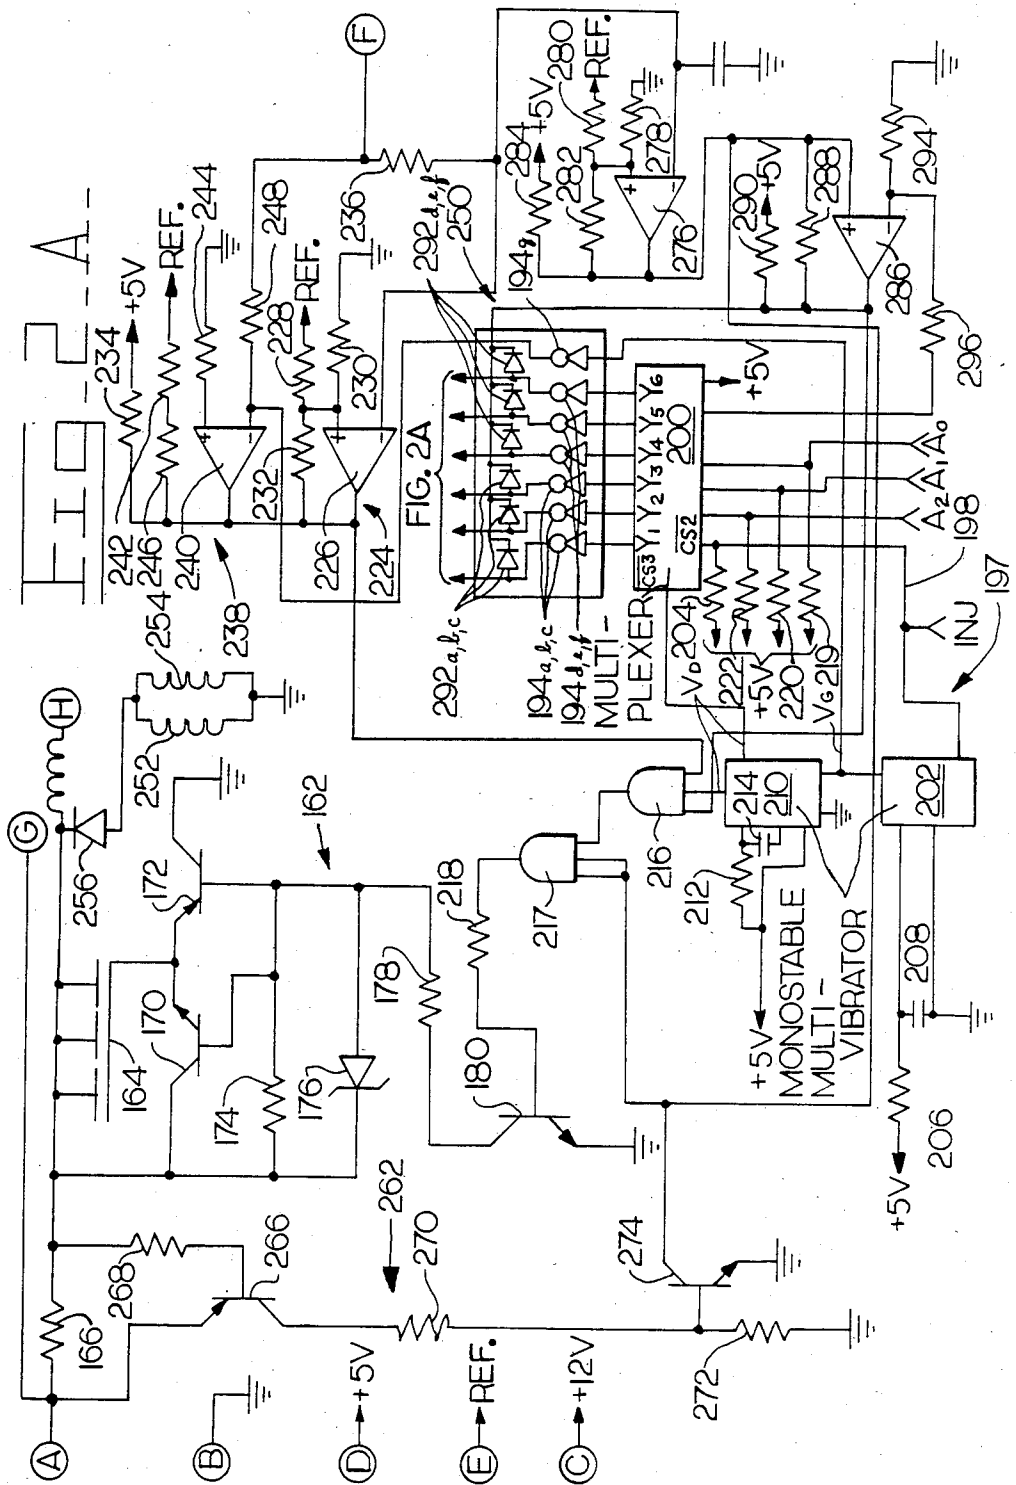 FIG. 2A
A
B
C
D
E
F
G
H
+5V
REF.
+12V
166
268
266
262
270
274
272
164
170
172
174
176
178
180
162
218
217
216
256
252
254
242
234
+5V
246
REF.
244
240
238
248
232
228
REF.
226
224
230
236
FIG. 2A
292d,e,f
250
194g
284
+5V
282
280
REF.
278
276
290
+5V
288
286
294
296
292a,b,c
194a,b,c
194d,e,f
MULTI-
PLEXER
CS3
Y1
Y2
Y3
Y4
Y5
Y6
CS2
200
+5V
VD
204
222
+5V
220
219
VG
A2
A1
A0
198
INJ
197
214
210
212
+5V
MONOSTABLE
MULTI-
VIBRATOR
202
208
206
+5V